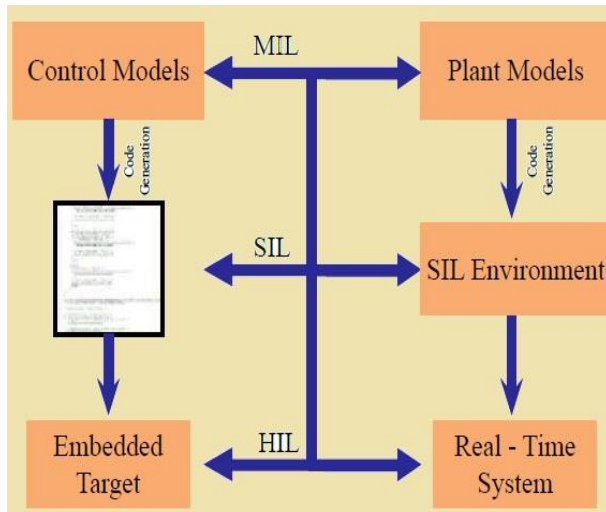 MIL
Control Models
Plant Models
Code
Generation
Code
Generation
SIL
SIL Environment
HIL
Embedded
Target
Real - Time
System